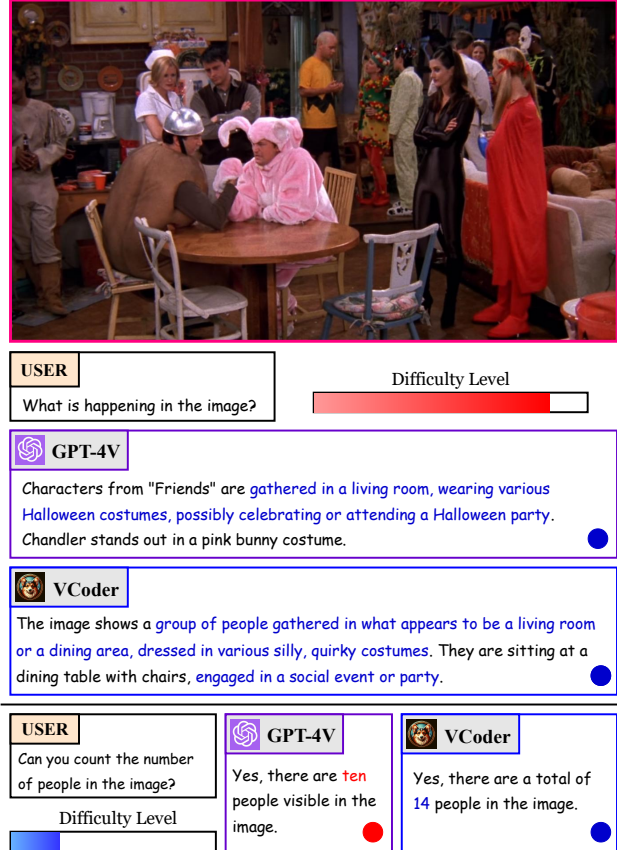 USER
What is happening in the image?
Difficulty Level
GPT-4V
Characters from "Friends" are gathered in a living room, wearing various
Halloween costumes, possibly celebrating or attending a Halloween party.
Chandler stands out in a pink bunny costume.
VCoder
The image shows a group of people gathered in what appears to be a living room
or a dining area, dressed in various silly, quirky costumes. They are sitting at a
dining table with chairs, engaged in a social event or party.
USER
Can you count the number
of people in the image?
Difficulty Level
GPT-4V
Yes, there are ten
people visible in the
image.
VCoder
Yes, there are a total of
14 people in the image.